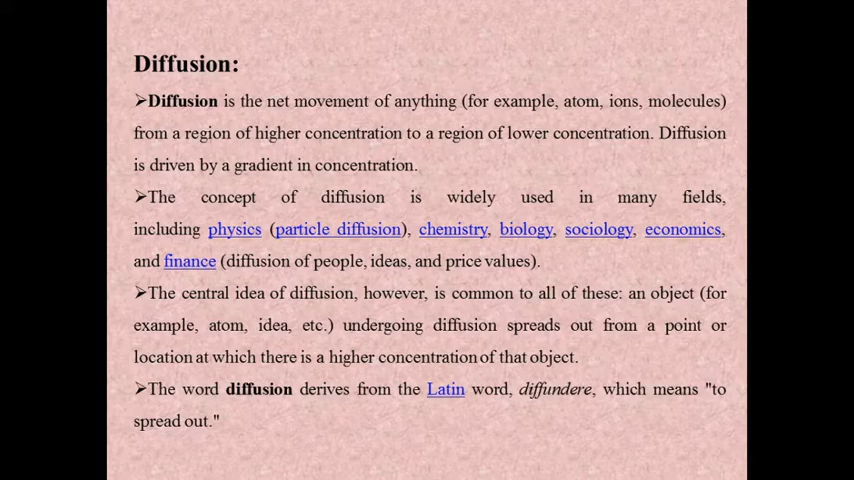 Diffusion:
➢Diffusion is the net movement of anything (for example, atom, ions, molecules)
from a region of higher concentration to a region of lower concentration. Diffusion
is driven by a gradient in concentration.
➢The concept of diffusion is widely used in many fields,
including physics (particle diffusion), chemistry, biology, sociology, economics,
and finance (diffusion of people, ideas, and price values).
➢The central idea of diffusion, however, is common to all of these: an object (for
example, atom, idea, etc.) undergoing diffusion spreads out from a point or
location at which there is a higher concentration of that object.
➢The word diffusion derives from the Latin word, diffundere, which means "to
spread out."